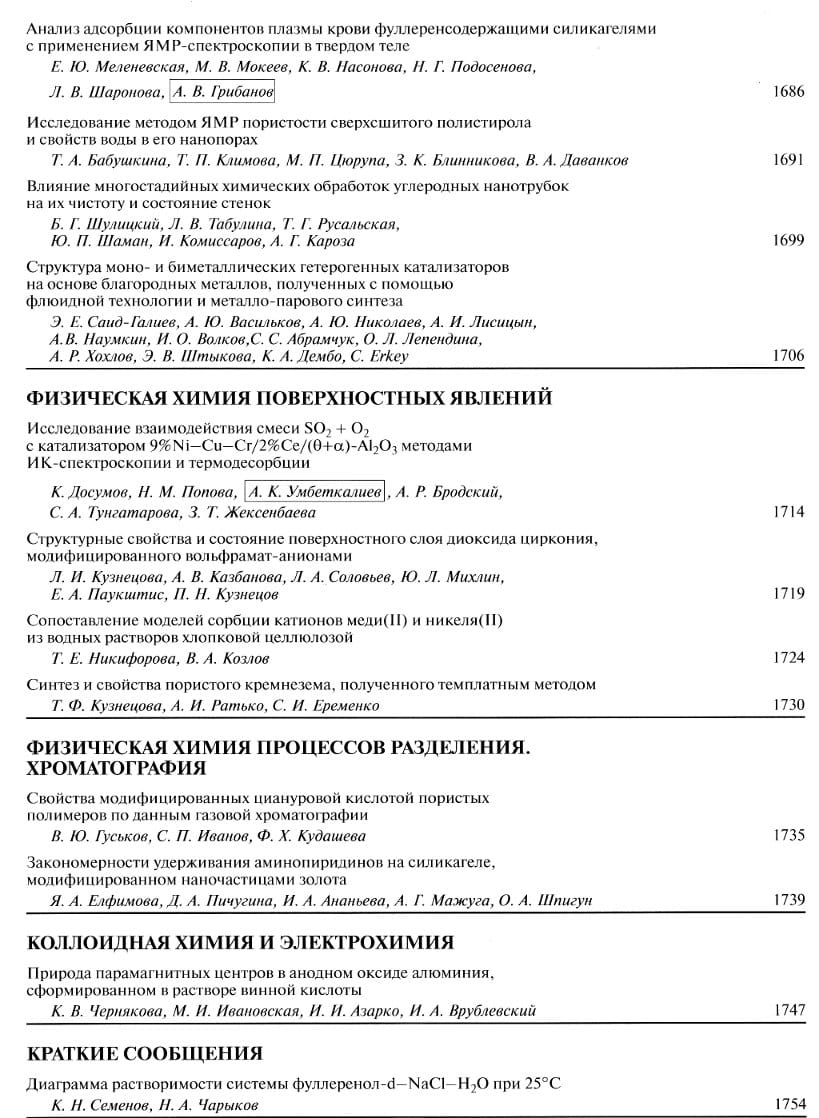 Анализ адсорбции компонентов плазмы крови фуллеренсодержащими силикагелями
с применением ЯМР-спектроскопии в твердом теле
Е. Ю. Меленевская, М. В. Мокеев, К. В. Насонова, Н. Г. Подосенова,
Л. В. Шаронова, А. В. Грибанов 1686
Исследование методом ЯМР пористости сверхсшитого полистирола
и свойств воды в его нанопорах
Т. А. Бабушкина, Т. П. Климова, М. П. Цюрупа, З. К. Блинникова, В. А. Даванков 1691
Влияние многостадийных химических обработок углеродных нанотрубок
на их чистоту и состояние стенок
Б. Г. Шулицкий, Л. В. Табулина, Т. Г. Русальская,
Ю. П. Шаман, И. Комиссаров, А. Г. Кароза 1699
Структура моно- и биметаллических гетерогенных катализаторов
на основе благородных металлов, полученных с помощью
флюидной технологии и металло-парового синтеза
Э. Е. Саид-Галиев, А. Ю. Васильков, А. Ю. Николаев, А. И. Лисицын,
А.В. Наумкин, И. О. Волков,С. С. Абрамчук, О. Л. Лепендина,
А. Р. Хохлов, Э. В. Штыкова, К. А. Дембо, С. Erkey 1706
ФИЗИЧЕСКАЯ ХИМИЯ ПОВЕРХНОСТНЫХ ЯВЛЕНИЙ
Исследование взаимодействия смеси SO₂ + O₂
с катализатором 9%Ni–Cu–Cr/2%Ce/(θ+α)-Al₂O₃ методами
ИК-спектроскопии и термодесорбции
К. Досумов, Н. М. Попова, А. К. Умбеткалиев, А. Р. Бродский,
С. А. Тунгатарова, З. Т. Жексенбаева 1714
Структурные свойства и состояние поверхностного слоя диоксида циркония,
модифицированного вольфрамат-анионами
Л. И. Кузнецова, А. В. Казбанова, Л. А. Соловьев, Ю. Л. Михлин,
Е. А. Паукштис, П. Н. Кузнецов 1719
Сопоставление моделей сорбции катионов меди(II) и никеля(II)
из водных растворов хлопковой целлюлозой
Т. Е. Никифорова, В. А. Козлов 1724
Синтез и свойства пористого кремнезема, полученного темплатным методом
Т. Ф. Кузнецова, А. И. Ратько, С. И. Еременко 1730
ФИЗИЧЕСКАЯ ХИМИЯ ПРОЦЕССОВ РАЗДЕЛЕНИЯ.
ХРОМАТОГРАФИЯ
Свойства модифицированных циануровой кислотой пористых
полимеров по данным газовой хроматографии
В. Ю. Гуськов, С. П. Иванов, Ф. Х. Кудашева 1735
Закономерности удерживания аминопиридинов на силикагеле,
модифицированном наночастицами золота
Я. А. Елфимова, Д. А. Пичугина, И. А. Ананьева, А. Г. Мажуга, О. А. Шпигун 1739
КОЛЛОИДНАЯ ХИМИЯ И ЭЛЕКТРОХИМИЯ
Природа парамагнитных центров в анодном оксиде алюминия,
сформированном в растворе винной кислоты
К. В. Чернякова, М. И. Ивановская, И. И. Азарко, И. А. Врублевский 1747
КРАТКИЕ СООБЩЕНИЯ
Диаграмма растворимости системы фуллеренол-d–NaCl–H₂O при 25°C
К. Н. Семенов, Н. А. Чарыков 1754